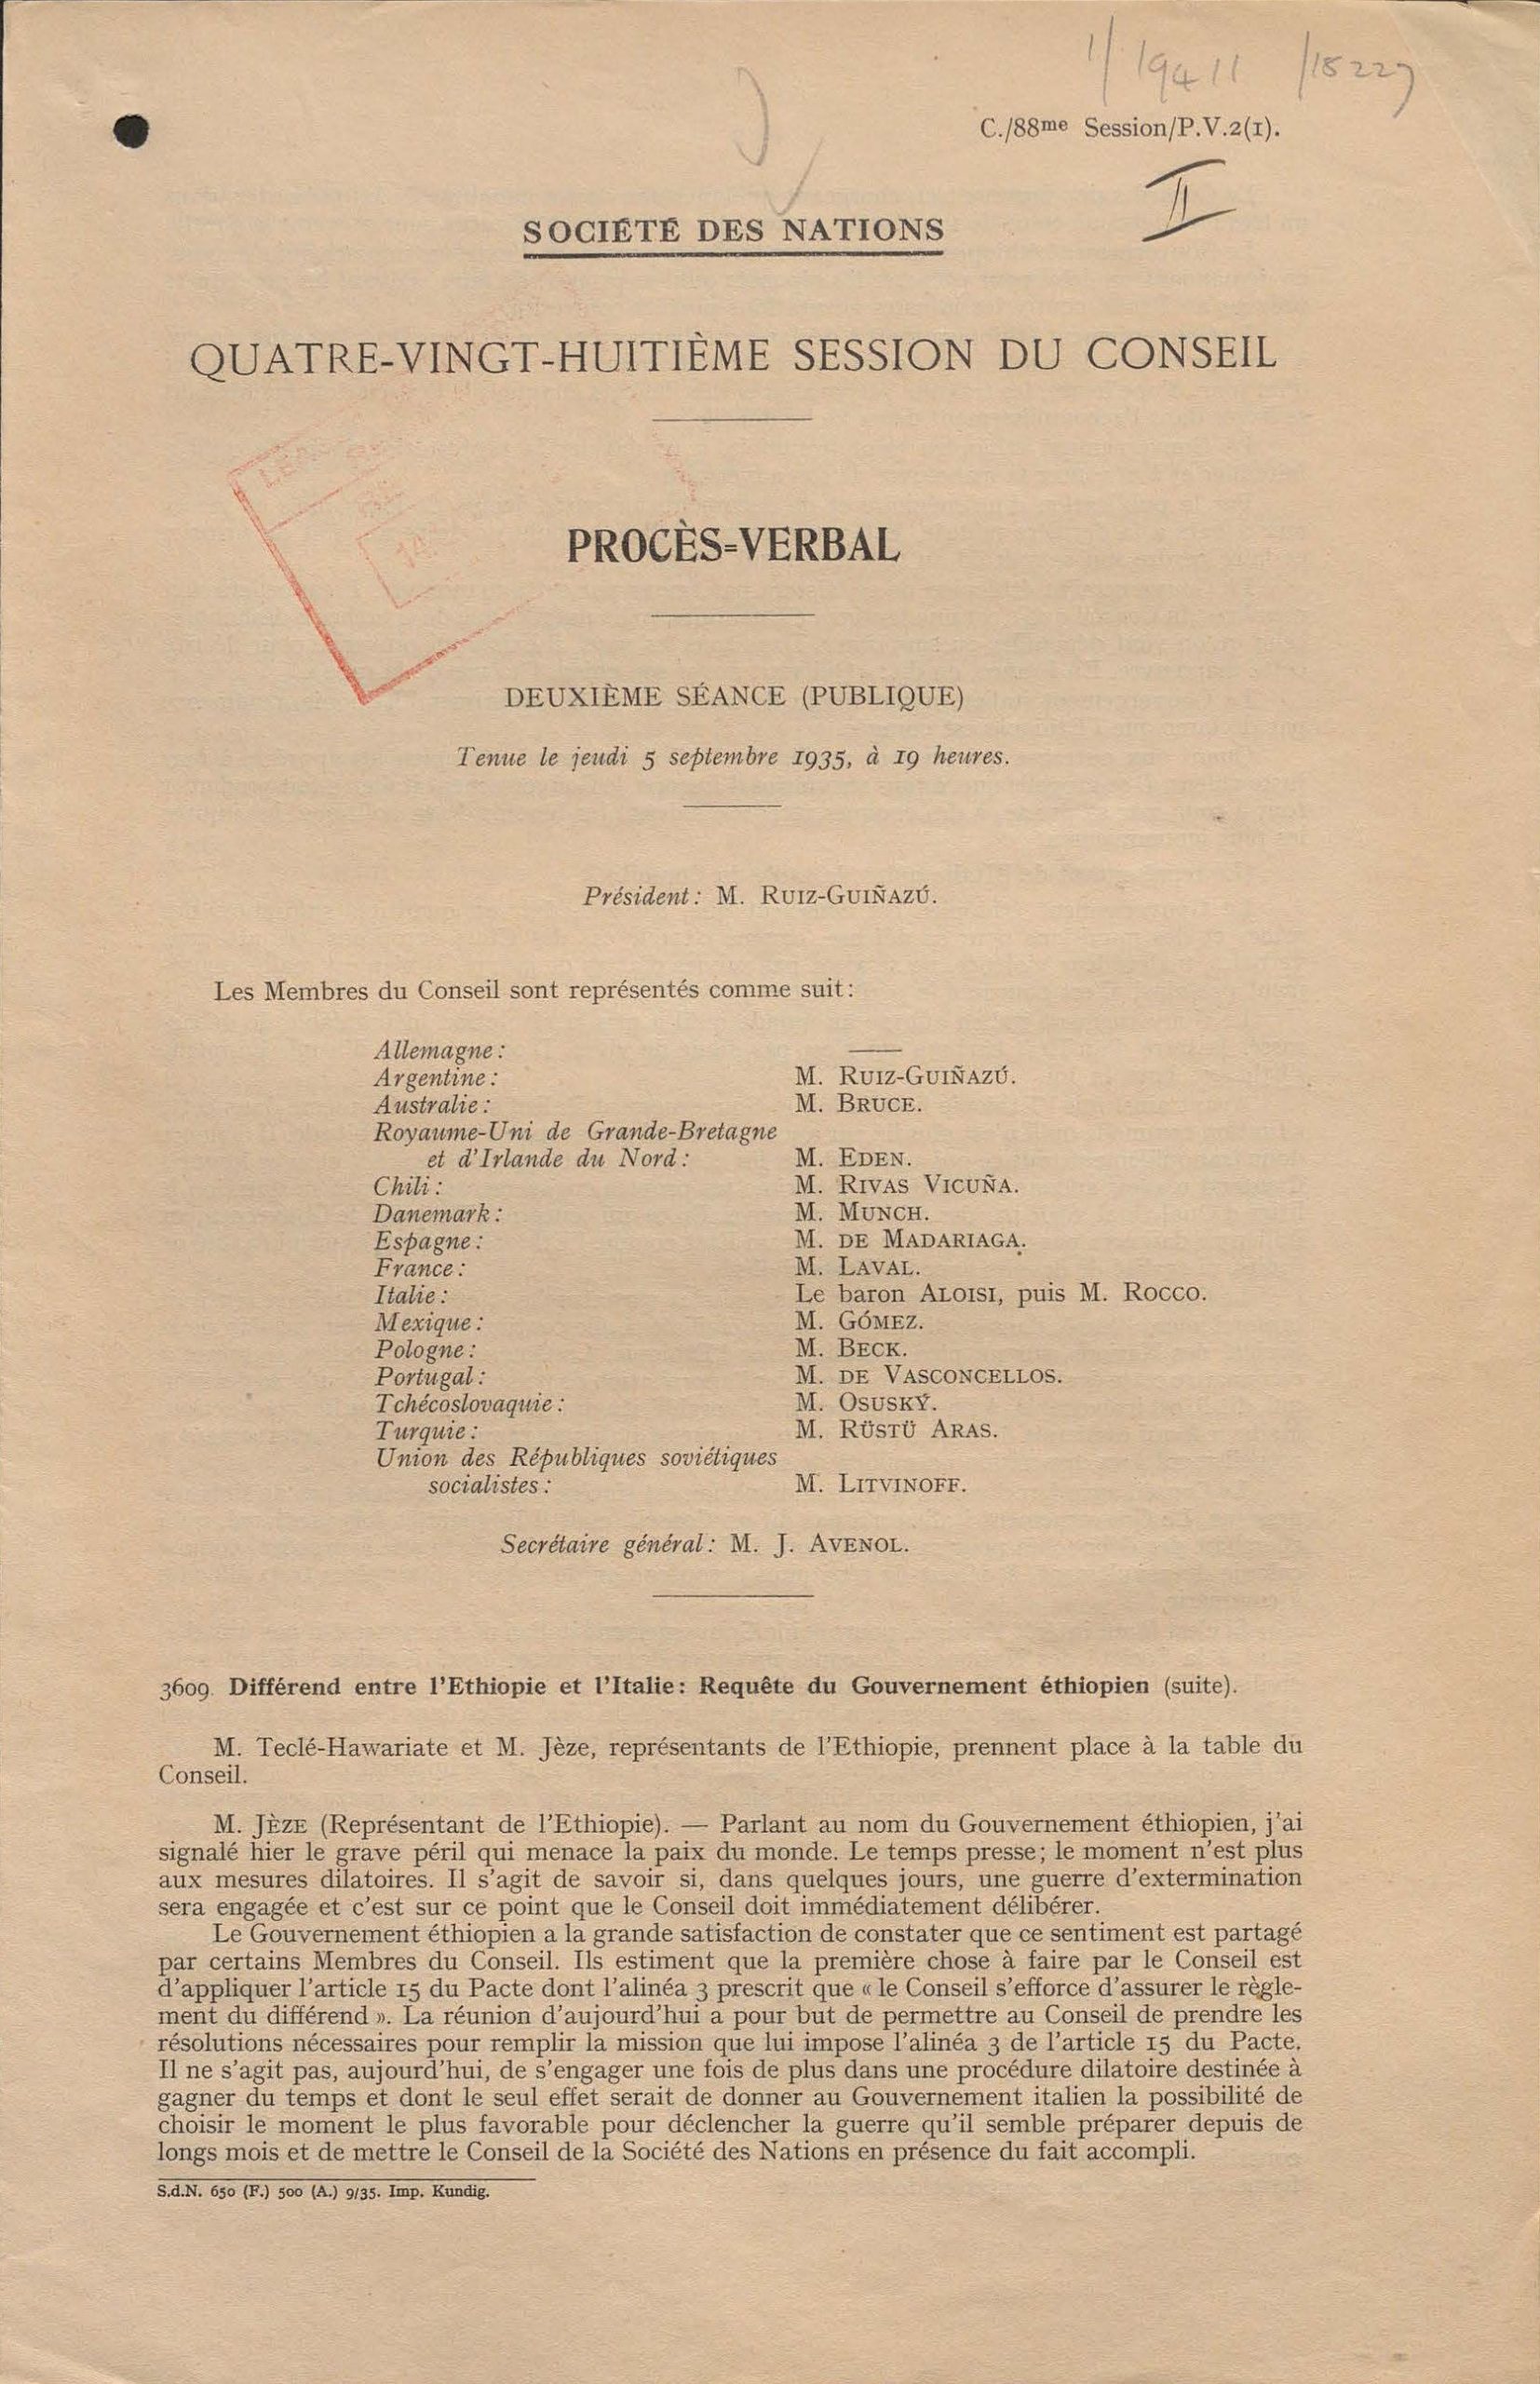 1/19411 /15227
C./88me Session/P.V.2(1).
II
SOCIÉTÉ DES NATIONS
QUATRE-VINGT-HUITIÈME SESSION DU CONSEIL
PROCÈS-VERBAL
DEUXIÈME SÉANCE (PUBLIQUE)
Tenue le jeudi 5 septembre 1935, à 19 heures.
Président: M. RUIZ-GUIÑAZÚ.
Les Membres du Conseil sont représentés comme suit:
Allemagne: —
Argentine: M. RUIZ-GUIÑAZÚ.
Australie: M. BRUCE.
Royaume-Uni de Grande-Bretagne
et d'Irlande du Nord: M. EDEN.
Chili: M. RIVAS VICUÑA.
Danemark: M. MUNCH.
Espagne: M. DE MADARIAGA.
France: M. LAVAL.
Italie: Le baron ALOISI, puis M. ROCCO.
Mexique: M. GÓMEZ.
Pologne: M. BECK.
Portugal: M. DE VASCONCELLOS.
Tchécoslovaquie: M. OSUSKÝ.
Turquie: M. RÜSTÜ ARAS.
Union des Républiques soviétiques
socialistes: M. LITVINOFF.
Secrétaire général: M. J. AVENOL.
3609. Différend entre l'Ethiopie et l'Italie: Requête du Gouvernement éthiopien (suite).
M. Teclé-Hawariate et M. Jèze, représentants de l'Ethiopie, prennent place à la table du
Conseil.
M. JÈZE (Représentant de l'Ethiopie). — Parlant au nom du Gouvernement éthiopien, j'ai
signalé hier le grave péril qui menace la paix du monde. Le temps presse; le moment n'est plus
aux mesures dilatoires. Il s'agit de savoir si, dans quelques jours, une guerre d'extermination
sera engagée et c'est sur ce point que le Conseil doit immédiatement délibérer.
Le Gouvernement éthiopien a la grande satisfaction de constater que ce sentiment est partagé
par certains Membres du Conseil. Ils estiment que la première chose à faire par le Conseil est
d'appliquer l'article 15 du Pacte dont l'alinéa 3 prescrit que « le Conseil s'efforce d'assurer le règle-
ment du différend ». La réunion d'aujourd'hui a pour but de permettre au Conseil de prendre les
résolutions nécessaires pour remplir la mission que lui impose l'alinéa 3 de l'article 15 du Pacte.
Il ne s'agit pas, aujourd'hui, de s'engager une fois de plus dans une procédure dilatoire destinée à
gagner du temps et dont le seul effet serait de donner au Gouvernement italien la possibilité de
choisir le moment le plus favorable pour déclencher la guerre qu'il semble préparer depuis de
longs mois et de mettre le Conseil de la Société des Nations en présence du fait accompli.
S.d.N. 650 (F.) 500 (A.) 9/35. Imp. Kundig.